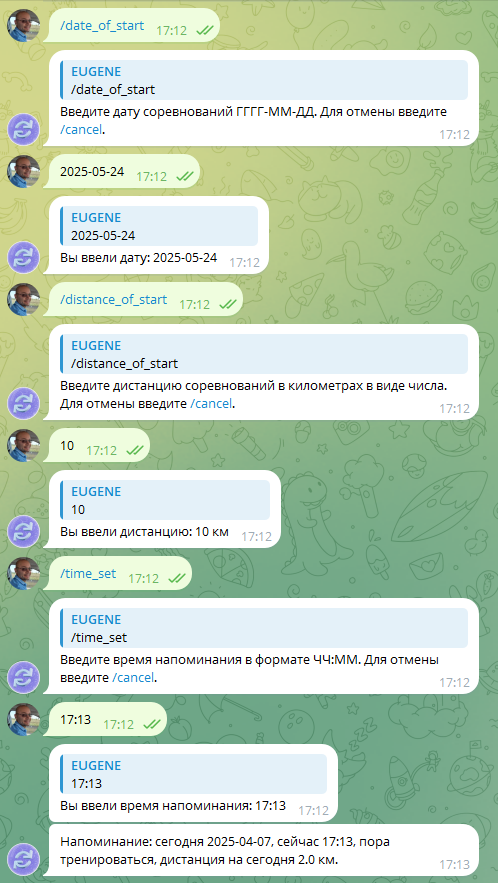 /date_of_start 17:12
EUGENE
/date_of_start
Введите дату соревнований ГГГГ-ММ-ДД. Для отмены введите
/cancel.
17:12
2025-05-24 17:12
EUGENE
2025-05-24
Вы ввели дату: 2025-05-24 17:12
/distance_of_start 17:12
EUGENE
/distance_of_start
Введите дистанцию соревнований в километрах в виде числа.
Для отмены введите /cancel.
17:12
10 17:12
EUGENE
10
Вы ввели дистанцию: 10 км 17:12
/time_set 17:12
EUGENE
/time_set
Введите время напоминания в формате ЧЧ:ММ. Для отмены
введите /cancel.
17:12
17:13 17:12
EUGENE
17:13
Вы ввели время напоминания: 17:13 17:12
Напоминание: сегодня 2025-04-07, сейчас 17:13, пора
тренироваться, дистанция на сегодня 2.0 км.
17:13